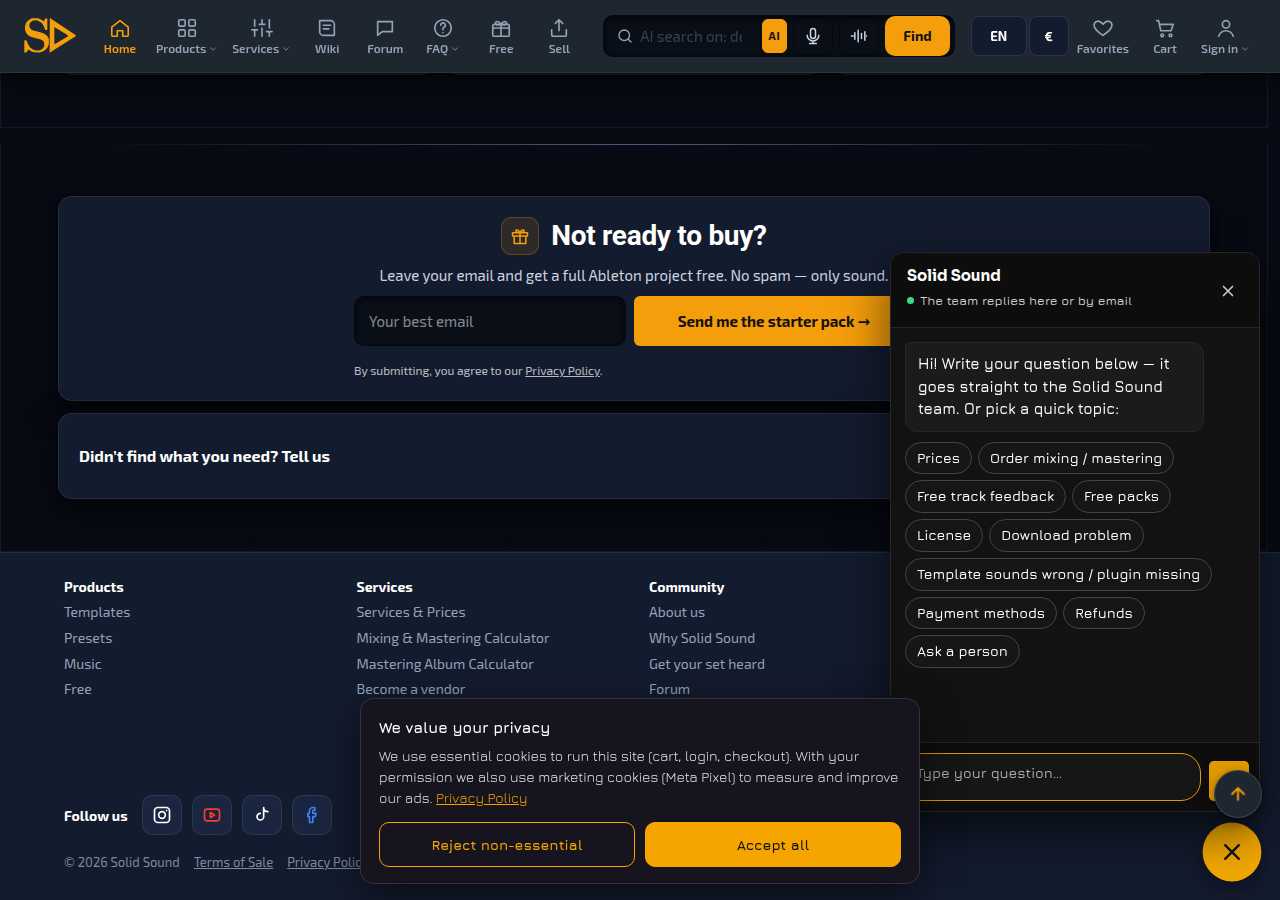 SD
Home
Products
Services
Wiki
Forum
FAQ
Free
Sell
AI search on:
AI
Find
EN
€
Favorites
Cart
Sign in
Not ready to buy?
Leave your email and get a full Ableton project free. No spam — only sound.
Your best email
Send me the starter pack →
By submitting, you agree to our Privacy Policy.
Didn't find what you need? Tell us
Solid Sound
The team replies here or by email
Hi! Write your question below — it
goes straight to the Solid Sound
team. Or pick a quick topic:
Prices
Order mixing / mastering
Free track feedback
Free packs
License
Download problem
Template sounds wrong / plugin missing
Payment methods
Refunds
Ask a person
Type your question...
Products
Templates
Presets
Music
Free
Services
Services & Prices
Mixing & Mastering Calculator
Mastering Album Calculator
Become a vendor
Community
About us
Why Solid Sound
Get your set heard
Forum
We value your privacy
We use essential cookies to run this site (cart, login, checkout). With your
permission we also use marketing cookies (Meta Pixel) to measure and improve
our ads. Privacy Policy
Reject non-essential
Accept all
Follow us
© 2026 Solid Sound
Terms of Sale
Privacy